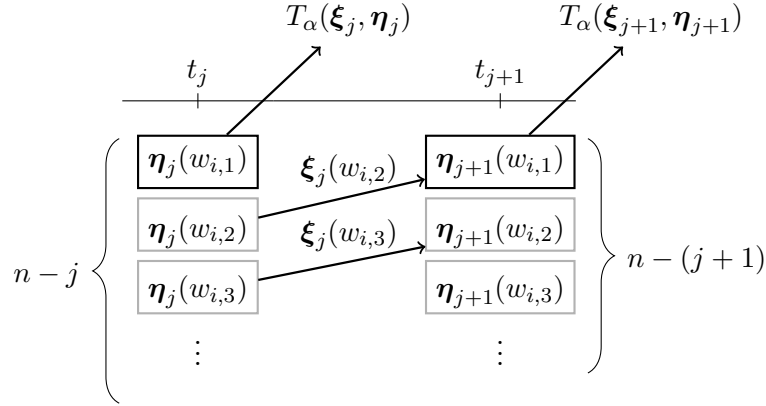 T_α(ξ_j, η_j) T_α(ξ_{j+1}, η_{j+1})
t_j t_{j+1}
η_j(w_{i,1}) η_{j+1}(w_{i,1})
ξ_j(w_{i,2})
η_j(w_{i,2}) η_{j+1}(w_{i,2})
ξ_j(w_{i,3})
n − j n − (j + 1)
η_j(w_{i,3}) η_{j+1}(w_{i,3})
⋮ ⋮